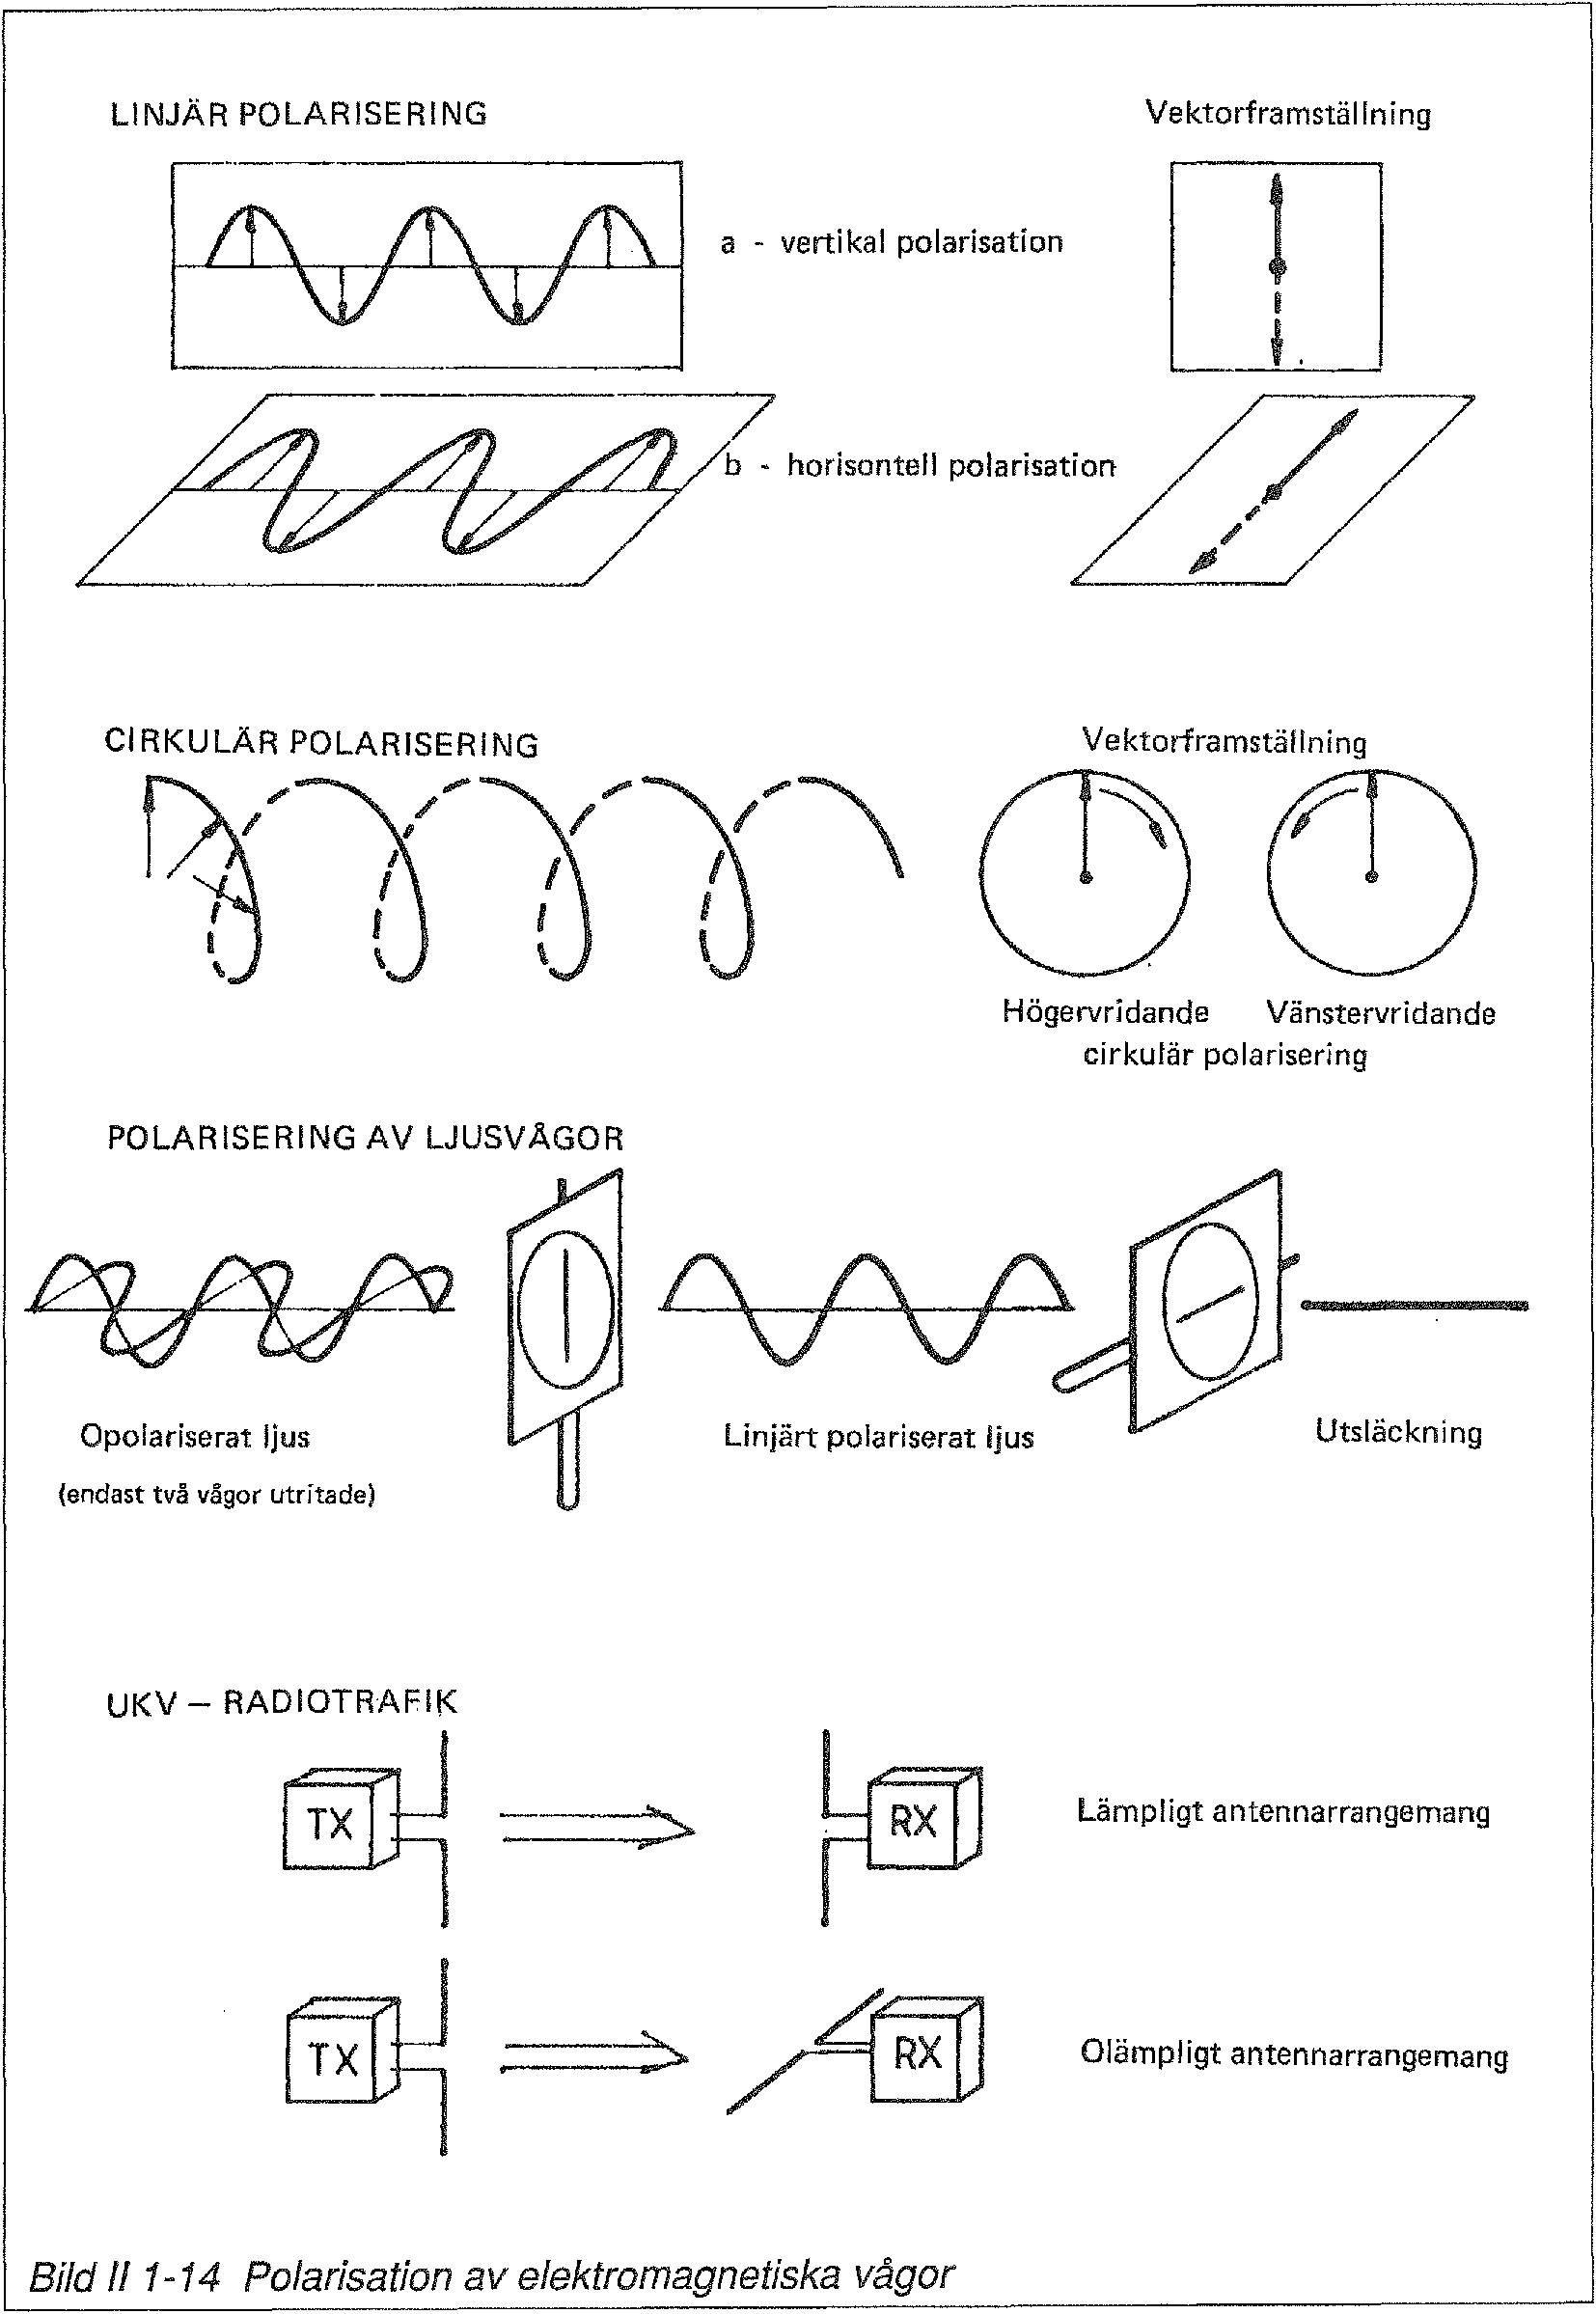 LINJÄR POLARISERING
Vektorframställning
a - vertikal polarisation
b - horisontell polarisation
CIRKULÄR POLARISERING
Vektorframställning
Högervridande
Vänstervridande
cirkulär polarisering
POLARISERING AV LJUSVÅGOR
Opolariserat ljus
(endast två vågor utritade)
Linjärt polariserat ljus
Utsläckning
UKV – RADIOTRAFIK
TX
RX
Lämpligt antennarrangemang
TX
RX
Olämpligt antennarrangemang
Bild II 1-14 Polarisation av elektromagnetiska vågor